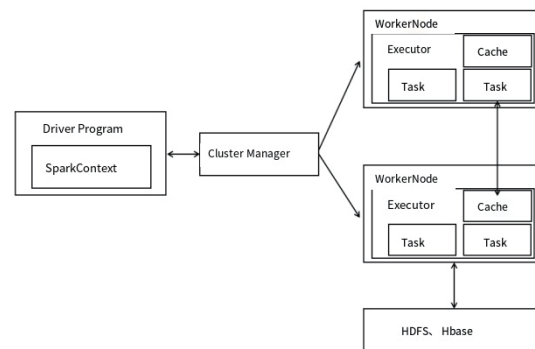 Driver Program
SparkContext
Cluster Manager
WorkerNode
Executor
Cache
Task
Task
WorkerNode
Executor
Cache
Task
Task
HDFS、Hbase